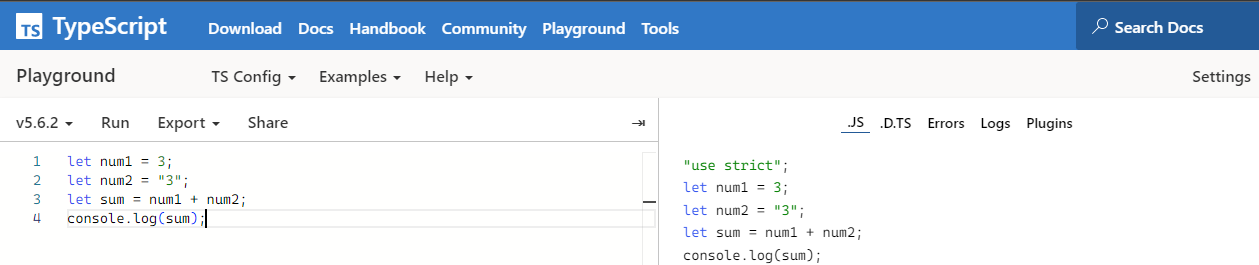 TS TypeScript Download Docs Handbook Community Playground Tools Search Docs
Playground TS Config Examples Help Settings
v5.6.2 Run Export Share
1 let num1 = 3;
2 let num2 = "3";
3 let sum = num1 + num2;
4 console.log(sum);
.JS .D.TS Errors Logs Plugins
"use strict";
let num1 = 3;
let num2 = "3";
let sum = num1 + num2;
console.log(sum);